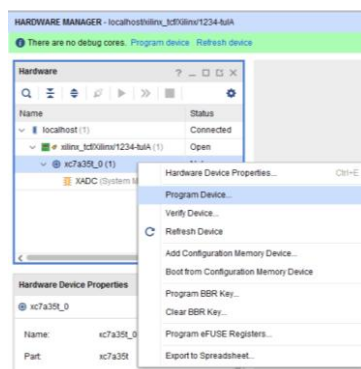 HARDWARE MANAGER - localhost/xilinx_tcf/Xilinx/1234-tulA
There are no debug cores. Program device Refresh device
Hardware
Name Status
localhost (1) Connected
xilinx_tcf/Xilinx/1234-tulA (1) Open
xc7a35t_0 (1)
XADC (System M
Hardware Device Properties... Ctrl+E
Program Device...
Verify Device...
Refresh Device
Add Configuration Memory Device...
Boot from Configuration Memory Device
Program BBR Key...
Clear BBR Key...
Program eFUSE Registers...
Export to Spreadsheet...
Hardware Device Properties
xc7a35t_0
Name: xc7a35t_0
Part: xc7a35t